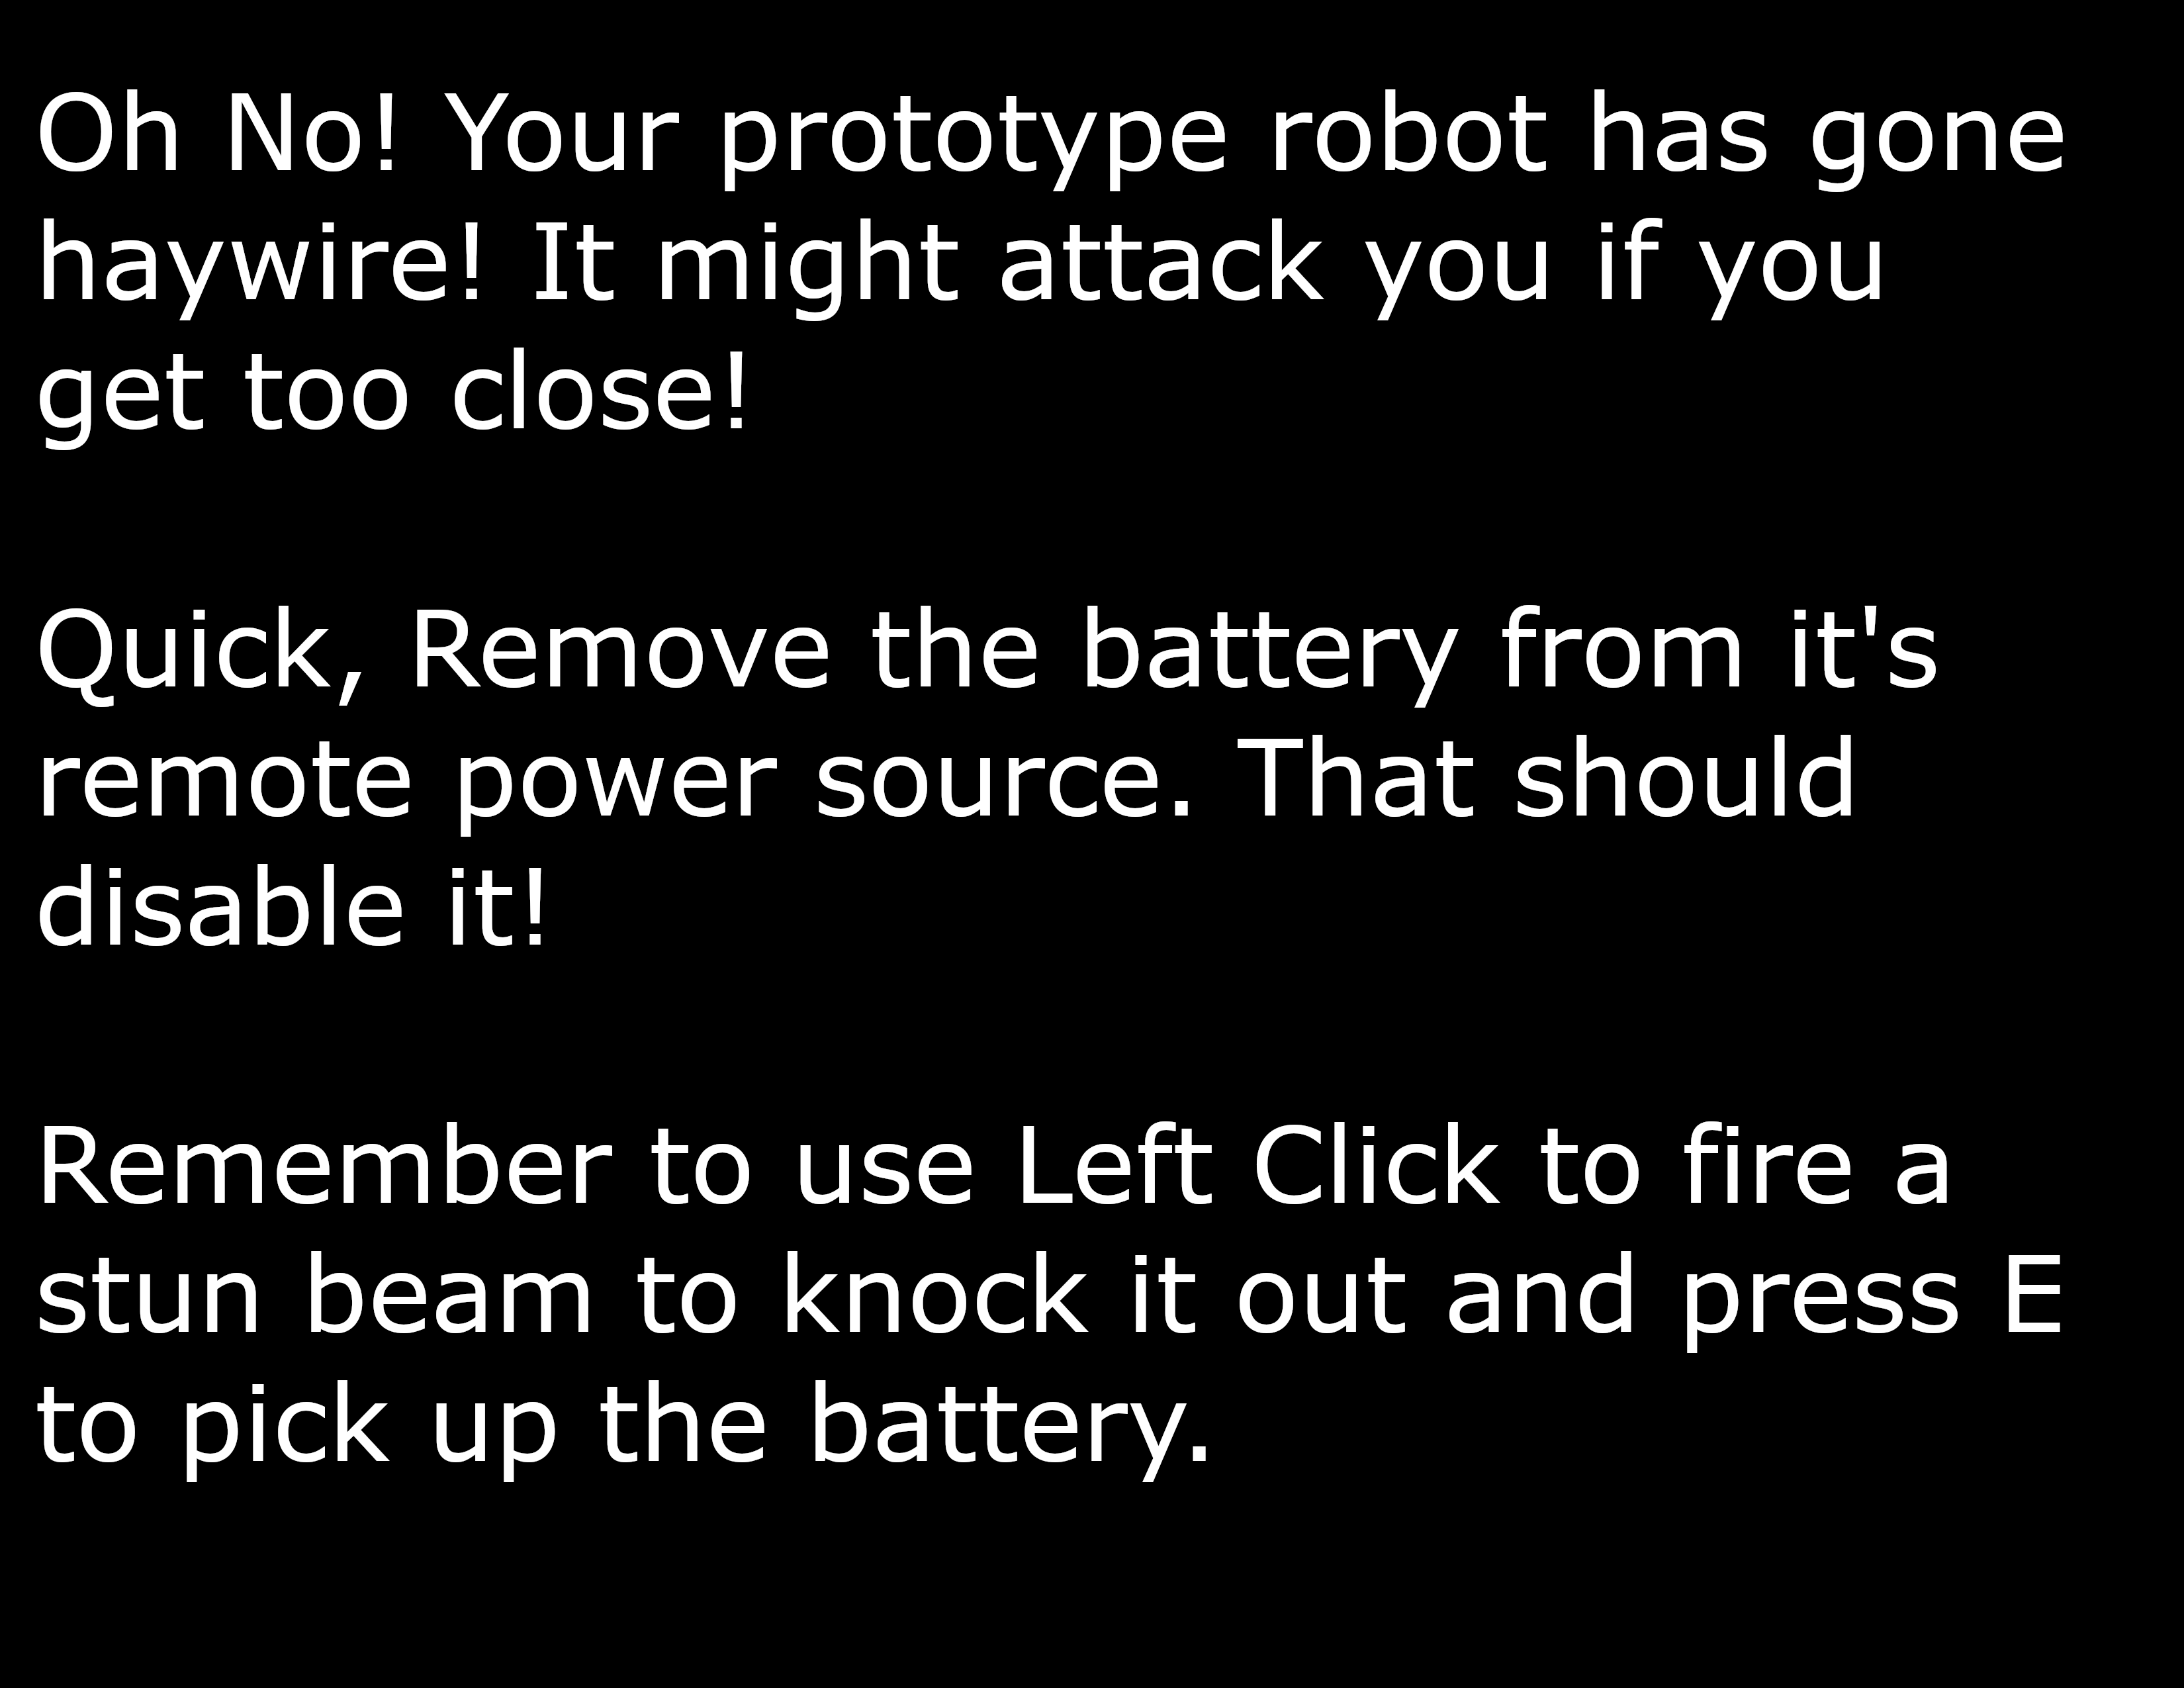 Oh No! Your prototype robot has gone
haywire! It might attack you if you
get too close!
Quick, Remove the battery from it's
remote power source. That should
disable it!
Remember to use Left Click to fire a
stun beam to knock it out and press E
to pick up the battery.